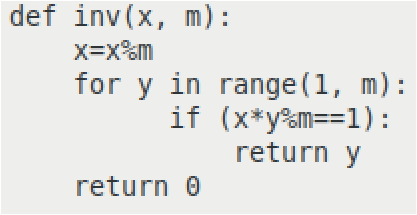 def inv(x, m):
    x=x%m
    for y in range(1, m):
          if (x*y%m==1):
              return y
    return 0